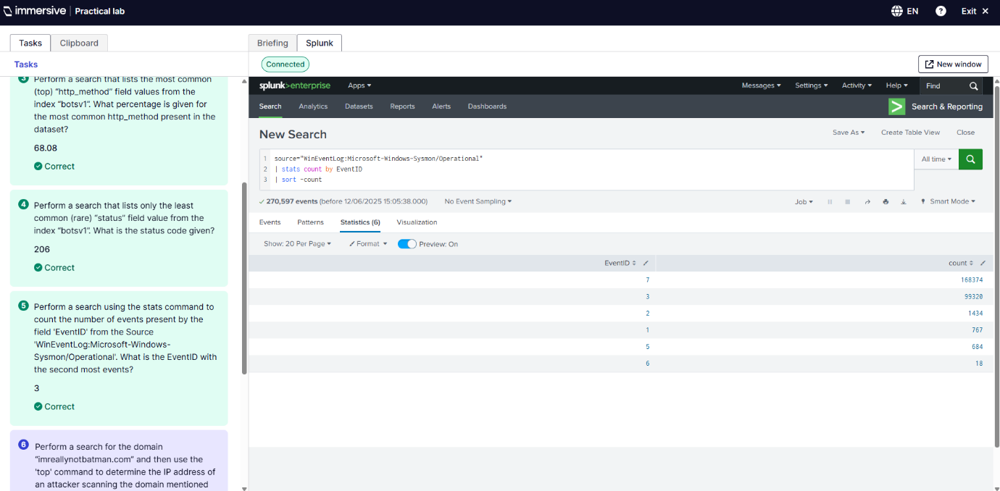 immersive | Practical lab
EN
?
Exit ×
Tasks
Clipboard
Briefing
Splunk
Tasks
3
Perform a search that lists the most common
(top) “http_method” field values from the
index “botsv1”. What percentage is given for
the most common http_method present in the
dataset?
68.08
Correct
4
Perform a search that lists only the least
common (rare) “status” field value from the
index “botsv1”. What is the status code given?
206
Correct
5
Perform a search using the stats command to
count the number of events present by the
field 'EventID' from the Source
'WinEventLog:Microsoft-Windows-
Sysmon/Operational'. What is the EventID with
the second most events?
3
Correct
6
Perform a search for the domain
“imreallynotbatman.com” and then use the
'top' command to determine the IP address of
an attacker scanning the domain mentioned
Connected
New window
splunk>enterprise
Apps
Messages
Settings
Activity
Help
Find
Search
Analytics
Datasets
Reports
Alerts
Dashboards
Search & Reporting
New Search
Save As
Create Table View
Close
1 source="WinEventLog:Microsoft-Windows-Sysmon/Operational"
2 | stats count by EventID
3 | sort -count
All time
270,597 events (before 12/06/2025 15:05:38.000)
No Event Sampling
Job
Smart Mode
Events
Patterns
Statistics (6)
Visualization
Show: 20 Per Page
Format
Preview: On
EventID count
7 168374
3 99320
2 1434
1 767
5 684
6 18